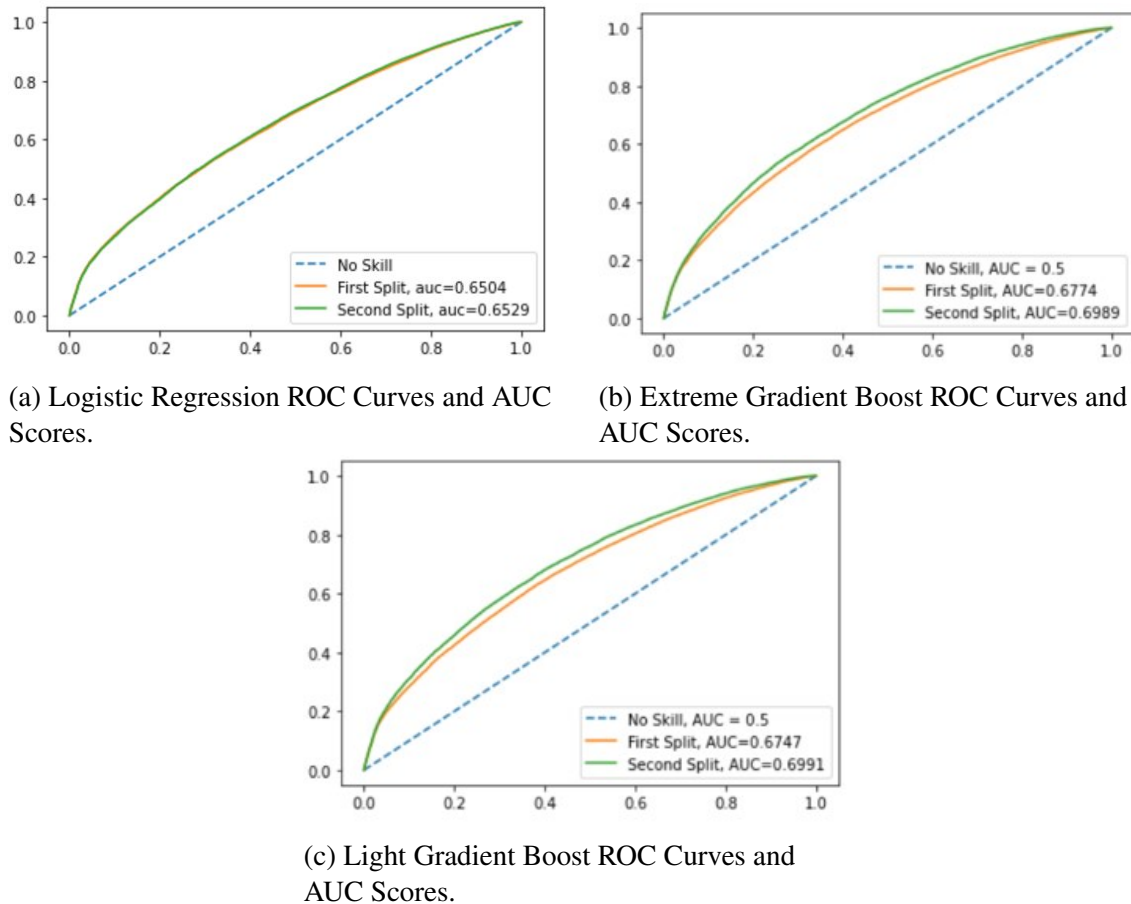 1.0
0.8
0.6
0.4
0.2
0.0
0.0 0.2 0.4 0.6 0.8 1.0
No Skill
First Split, auc=0.6504
Second Split, auc=0.6529
(a) Logistic Regression ROC Curves and AUC
Scores.
1.0
0.8
0.6
0.4
0.2
0.0
0.0 0.2 0.4 0.6 0.8 1.0
No Skill, AUC = 0.5
First Split, AUC=0.6774
Second Split, AUC=0.6989
(b) Extreme Gradient Boost ROC Curves and
AUC Scores.
1.0
0.8
0.6
0.4
0.2
0.0
0.0 0.2 0.4 0.6 0.8 1.0
No Skill, AUC = 0.5
First Split, AUC=0.6747
Second Split, AUC=0.6991
(c) Light Gradient Boost ROC Curves and
AUC Scores.